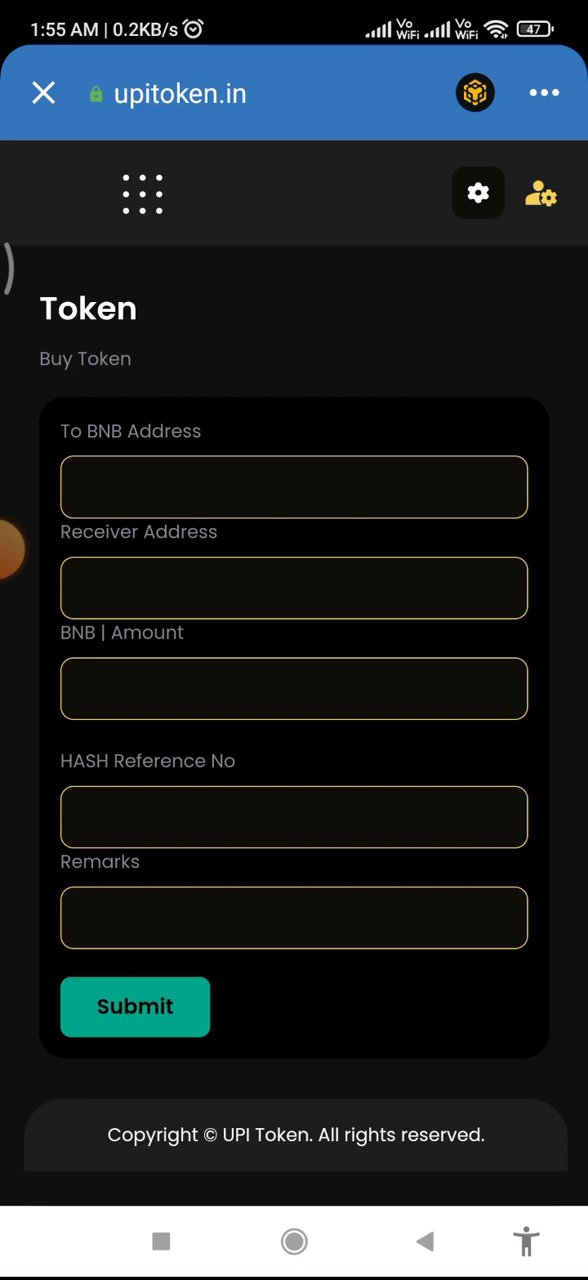 1:55 AM | 0.2KB/s
Vo WiFi
Vo WiFi
47
upitoken.in
Token
Buy Token
To BNB Address
Receiver Address
BNB | Amount
HASH Reference No
Remarks
Submit
Copyright © UPI Token. All rights reserved.